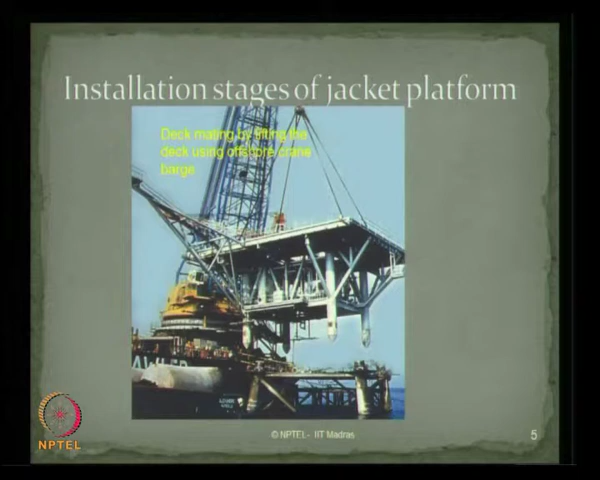 Installation stages of jacket platform
Deck mating by lifting the
deck using offshore crane
barge
NPTEL
© NPTEL - IIT Madras
5